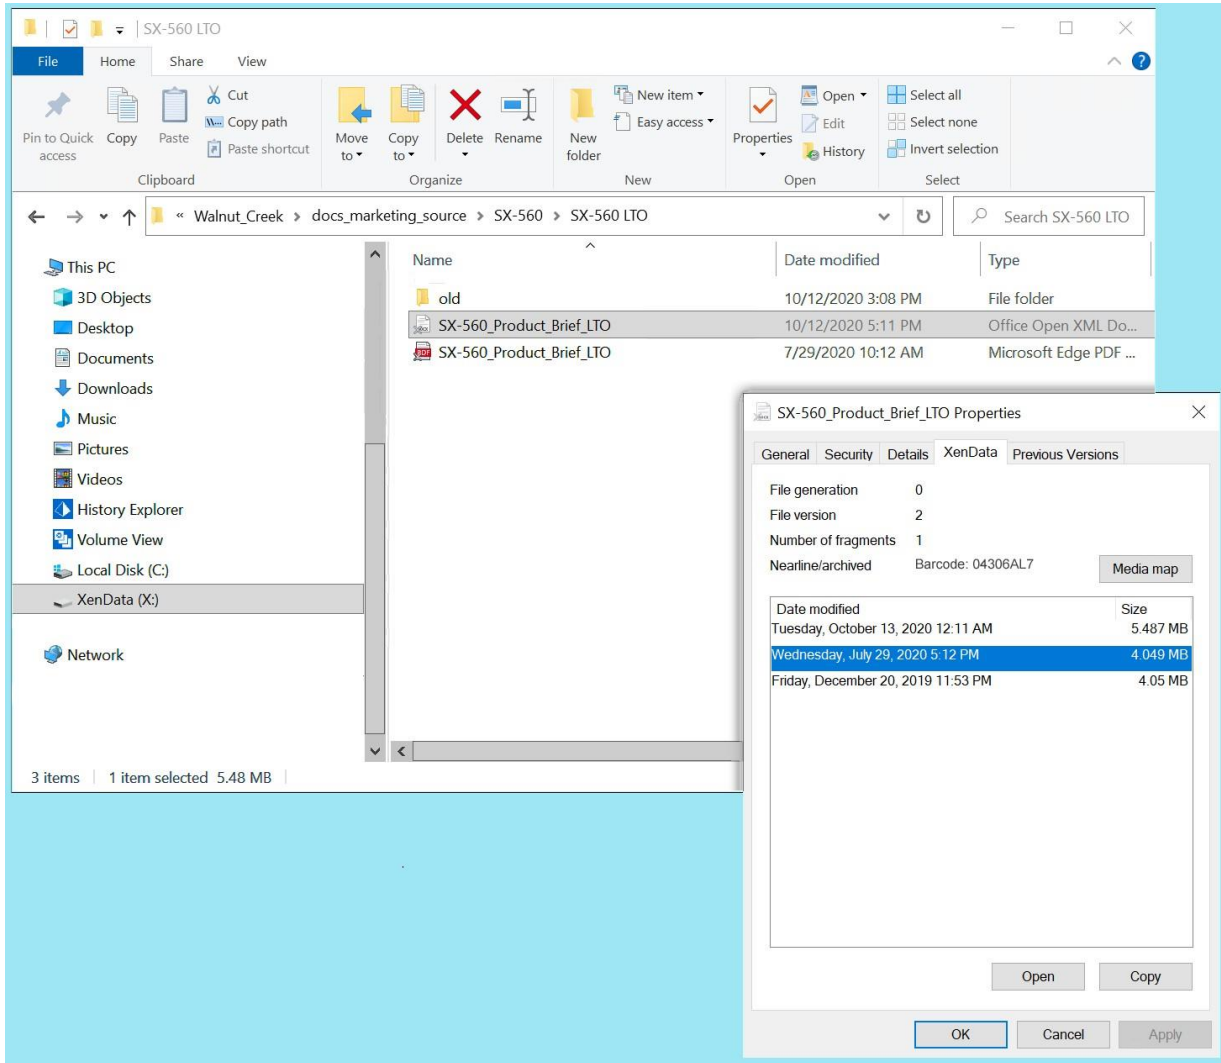 SX-560 LTO
File Home Share View
Pin to Quick access
Copy
Paste
Cut
Copy path
Paste shortcut
Clipboard
Move to
Copy to
Delete
Rename
Organize
New folder
New item
Easy access
New
Properties
Open
Edit
History
Open
Select all
Select none
Invert selection
Select
« Walnut_Creek > docs_marketing_source > SX-560 > SX-560 LTO
Search SX-560 LTO
This PC
3D Objects
Desktop
Documents
Downloads
Music
Pictures
Videos
History Explorer
Volume View
Local Disk (C:)
XenData (X:)
Network
Name Date modified Type
old 10/12/2020 3:08 PM File folder
SX-560_Product_Brief_LTO 10/12/2020 5:11 PM Office Open XML Do...
SX-560_Product_Brief_LTO 7/29/2020 10:12 AM Microsoft Edge PDF ...
3 items 1 item selected 5.48 MB
SX-560_Product_Brief_LTO Properties
General Security Details XenData Previous Versions
File generation 0
File version 2
Number of fragments 1
Nearline/archived Barcode: 04306AL7
Media map
Date modified Size
Tuesday, October 13, 2020 12:11 AM 5.487 MB
Wednesday, July 29, 2020 5:12 PM 4.049 MB
Friday, December 20, 2019 11:53 PM 4.05 MB
Open Copy
OK Cancel Apply